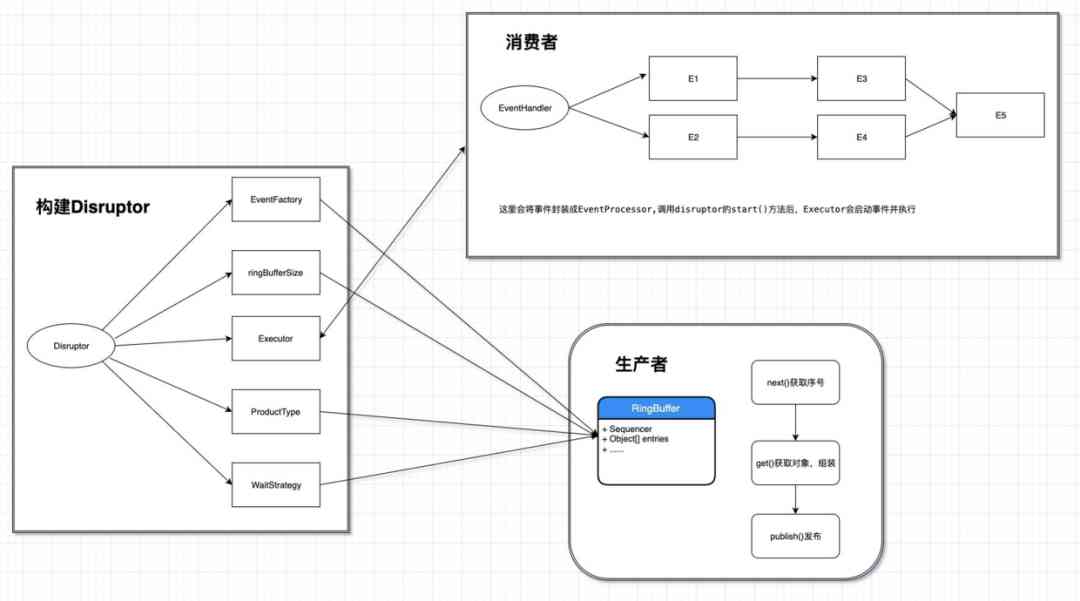 消费者
EventHandler
E1
E3
E2
E4
E5
这里会将事件封装成EventProcessor,调用disruptor的start()方法后，Executor会启动事件并执行
构建Disruptor
Disruptor
EventFactory
ringBufferSize
Executor
ProductType
WaitStrategy
生产者
RingBuffer
+ Sequencer
+ Object[] entries
+ ......
next()获取序号
get()获取对象，组装
publish()发布